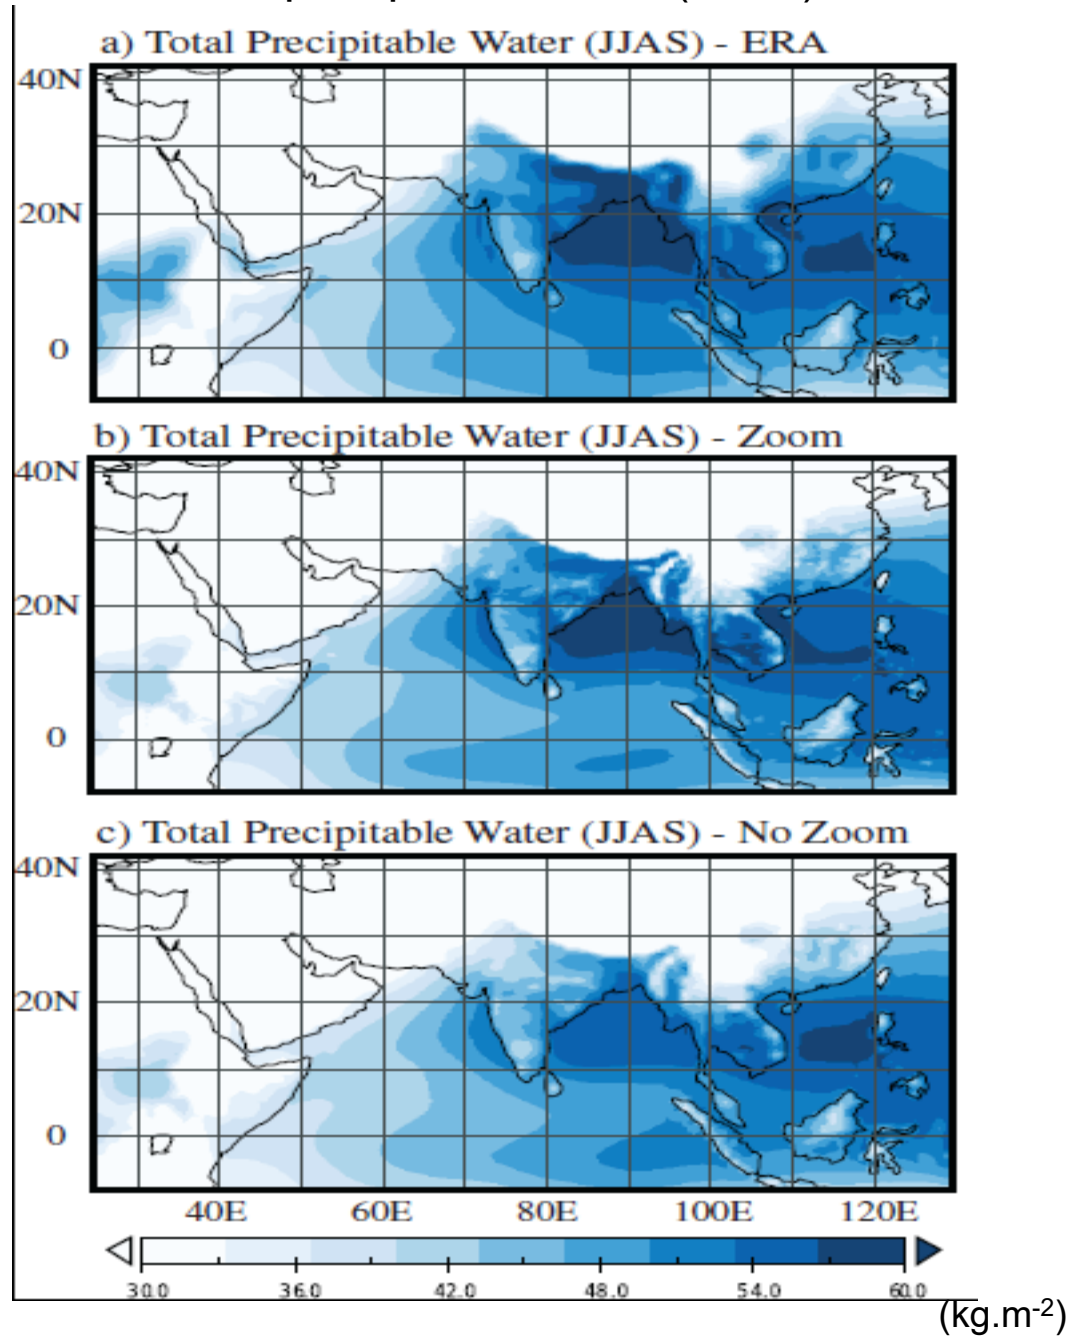 a) Total Precipitable Water (JJAS) - ERA
40N
20N
0
b) Total Precipitable Water (JJAS) - Zoom
40N
20N
0
c) Total Precipitable Water (JJAS) - No Zoom
40N
20N
0
40E 60E 80E 100E 120E
30.0 36.0 42.0 48.0 54.0 60.0
(kg.m-2)